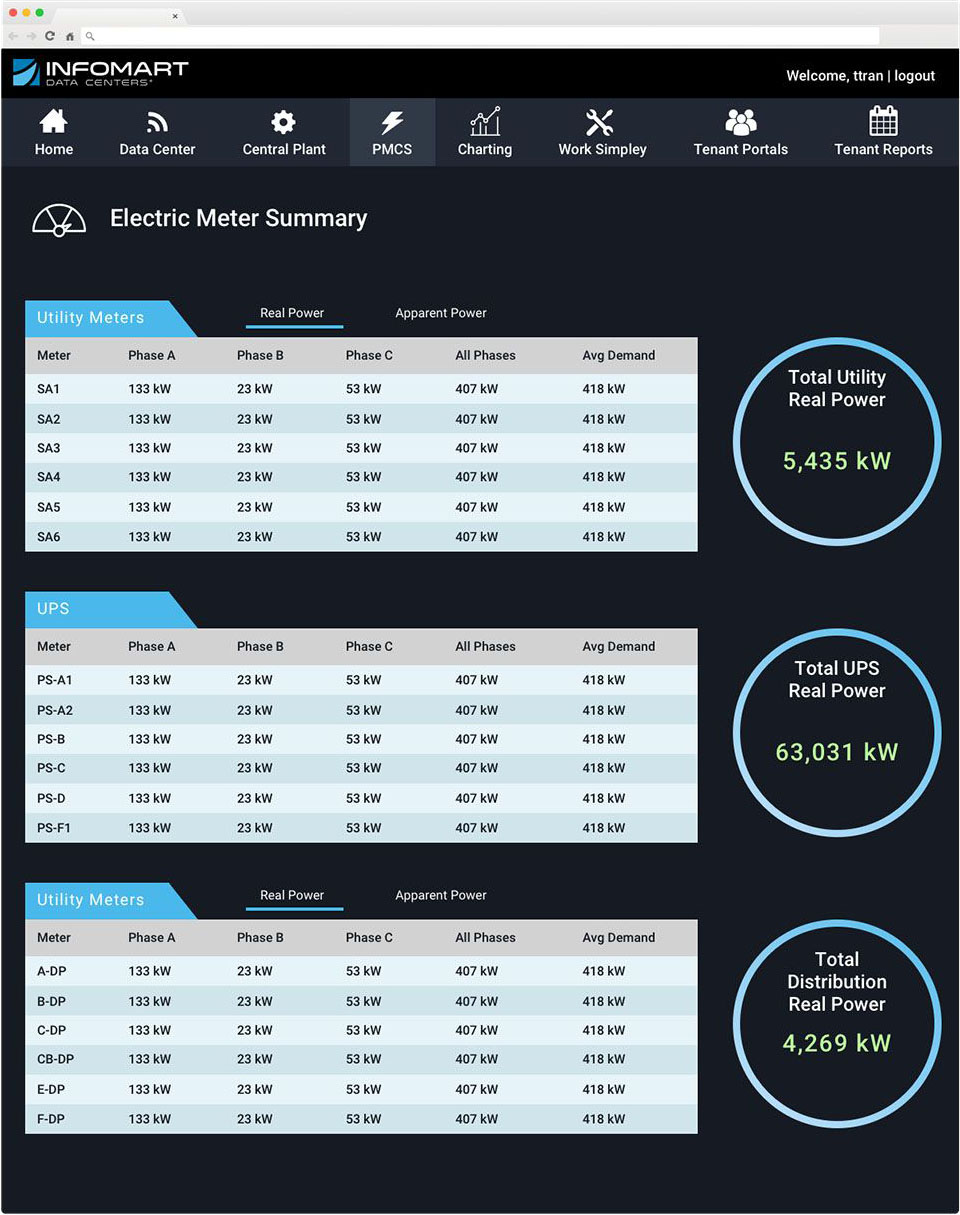 INFOMART
DATA CENTERS®
Welcome, ttran | logout
Home Data Center Central Plant PMCS Charting Work Simpley Tenant Portals Tenant Reports
Electric Meter Summary
Utility Meters Real Power Apparent Power
Meter Phase A Phase B Phase C All Phases Avg Demand
SA1 133 kW 23 kW 53 kW 407 kW 418 kW
SA2 133 kW 23 kW 53 kW 407 kW 418 kW
SA3 133 kW 23 kW 53 kW 407 kW 418 kW
SA4 133 kW 23 kW 53 kW 407 kW 418 kW
SA5 133 kW 23 kW 53 kW 407 kW 418 kW
SA6 133 kW 23 kW 53 kW 407 kW 418 kW
Total Utility
Real Power
5,435 kW
UPS
Meter Phase A Phase B Phase C All Phases Avg Demand
PS-A1 133 kW 23 kW 53 kW 407 kW 418 kW
PS-A2 133 kW 23 kW 53 kW 407 kW 418 kW
PS-B 133 kW 23 kW 53 kW 407 kW 418 kW
PS-C 133 kW 23 kW 53 kW 407 kW 418 kW
PS-D 133 kW 23 kW 53 kW 407 kW 418 kW
PS-F1 133 kW 23 kW 53 kW 407 kW 418 kW
Total UPS
Real Power
63,031 kW
Utility Meters Real Power Apparent Power
Meter Phase A Phase B Phase C All Phases Avg Demand
A-DP 133 kW 23 kW 53 kW 407 kW 418 kW
B-DP 133 kW 23 kW 53 kW 407 kW 418 kW
C-DP 133 kW 23 kW 53 kW 407 kW 418 kW
CB-DP 133 kW 23 kW 53 kW 407 kW 418 kW
E-DP 133 kW 23 kW 53 kW 407 kW 418 kW
F-DP 133 kW 23 kW 53 kW 407 kW 418 kW
Total
Distribution
Real Power
4,269 kW